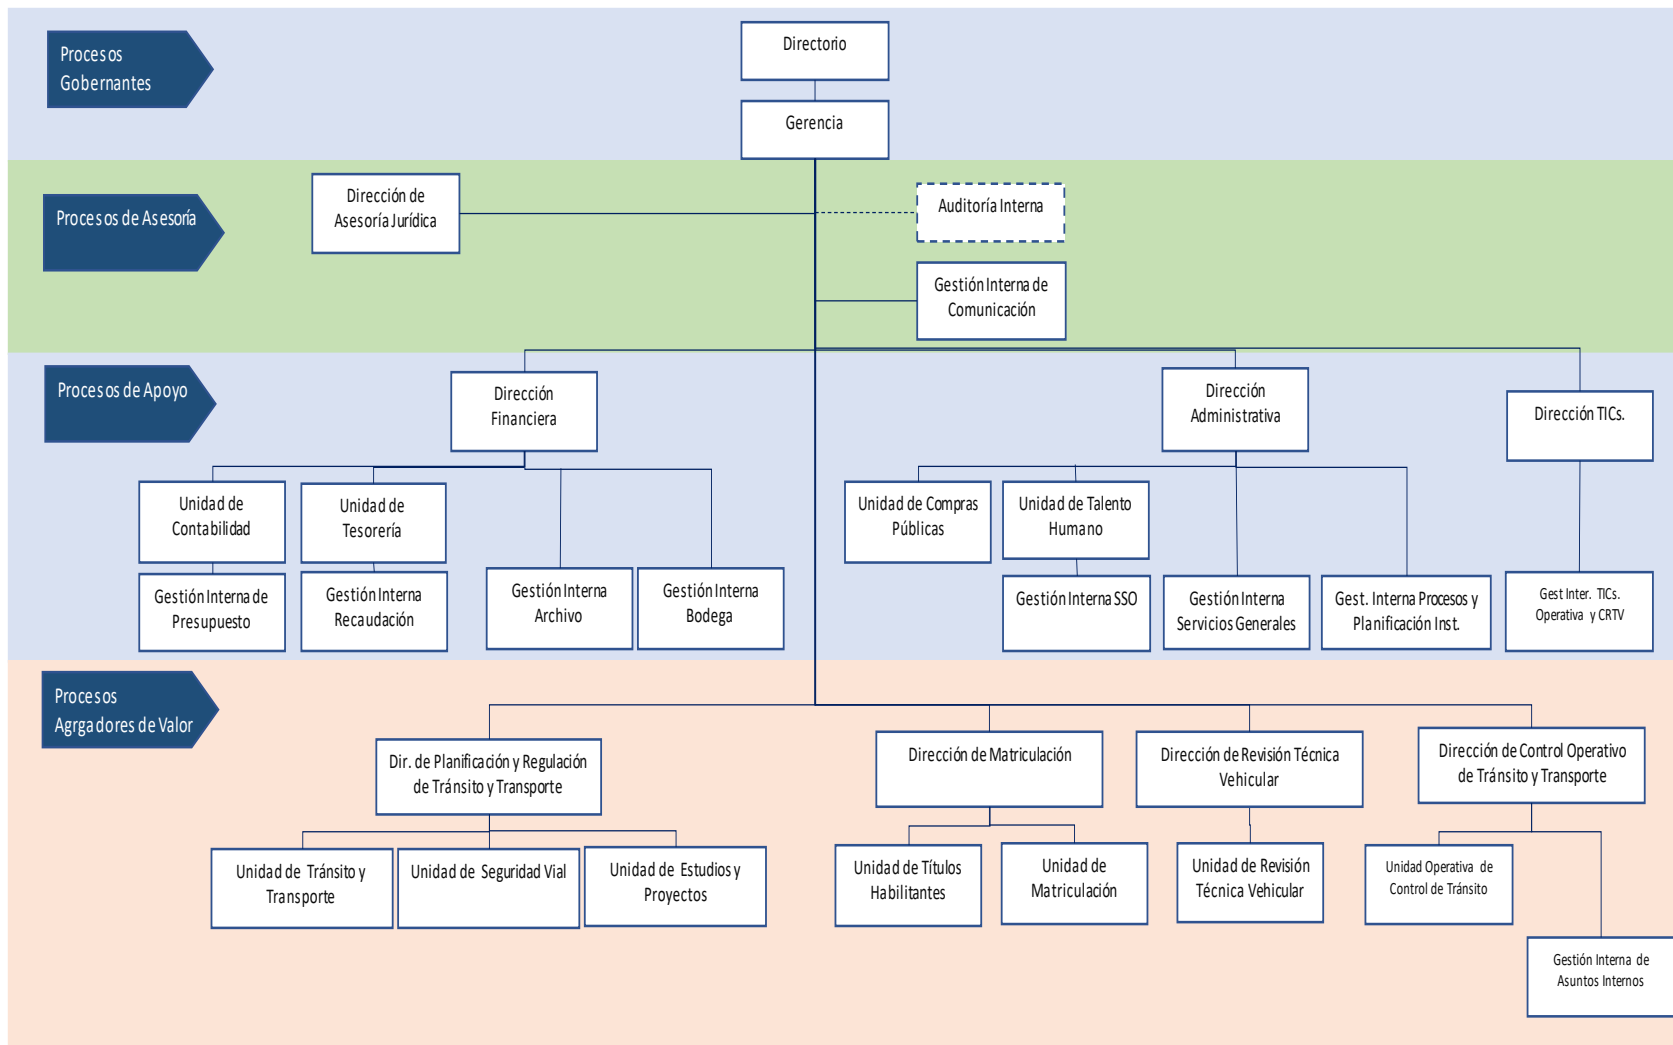 Procesos
Gobernantes
Directorio
Gerencia
Procesos de Asesoría
Dirección de
Asesoría Jurídica
Auditoría Interna
Gestión Interna de
Comunicación
Procesos de Apoyo
Dirección
Financiera
Dirección
Administrativa
Dirección TICs.
Unidad de
Contabilidad
Unidad de
Tesorería
Unidad de Compras
Públicas
Unidad de Talento
Humano
Gestión Interna de
Presupuesto
Gestión Interna
Recaudación
Gestión Interna
Archivo
Gestión Interna
Bodega
Gestión Interna SSO
Gestión Interna
Servicios Generales
Gest. Interna Procesos y
Planificación Inst.
Gest Inter. TICs.
Operativa y CRTV
Procesos
Agrgadores de Valor
Dir. de Planificación y Regulación
de Tránsito y Transporte
Dirección de Matriculación
Dirección de Revisión Técnica
Vehicular
Dirección de Control Operativo
de Tránsito y Transporte
Unidad de Tránsito y
Transporte
Unidad de Seguridad Vial
Unidad de Estudios y
Proyectos
Unidad de Títulos
Habilitantes
Unidad de
Matriculación
Unidad de Revisión
Técnica Vehicular
Unidad Operativa de
Control de Tránsito
Gestión Interna de
Asuntos Internos